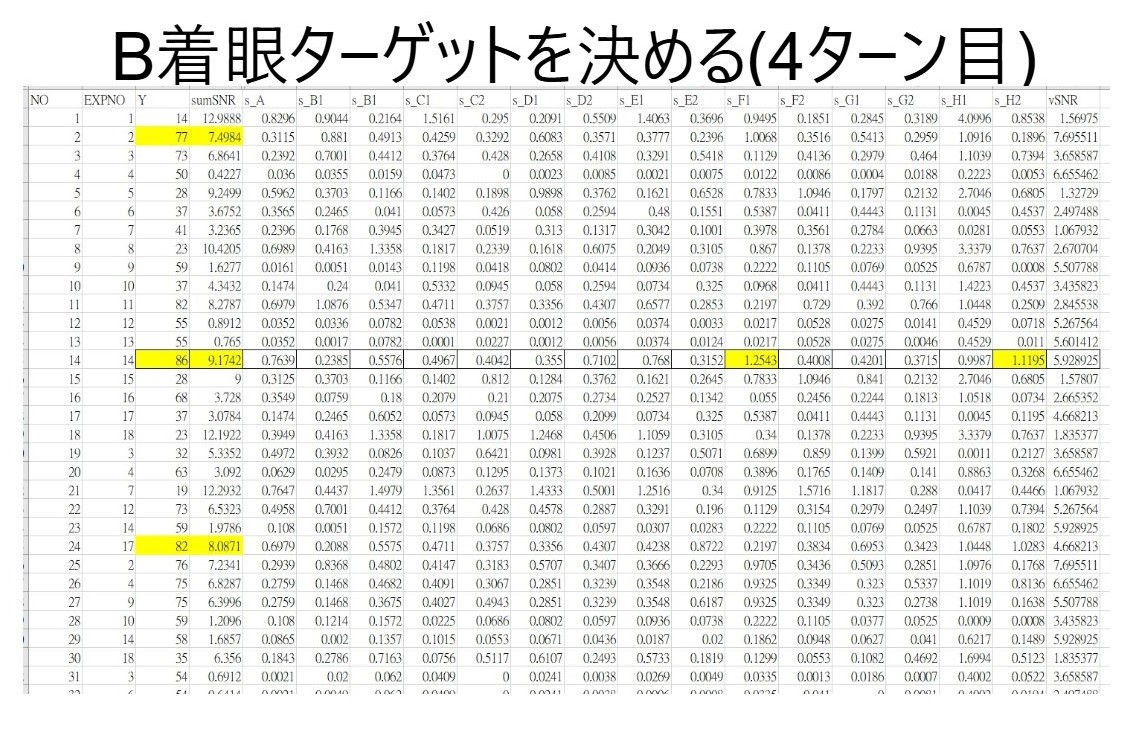 B着眼ターゲットを決める(4ターン目)
NO EXPNO Y sumSNR s_A s_B1 s_B1 s_C1 s_C2 s_D1 s_D2 s_E1 s_E2 s_F1 s_F2 s_G1 s_G2 s_H1 s_H2 vSNR
1 1 14 12.9888 0.8296 0.9044 0.2164 1.5161 0.295 0.2091 0.5509 1.4063 0.3696 0.9495 0.1851 0.2845 0.3189 4.0996 0.8538 1.56975
2 2 77 7.4984 0.3115 0.881 0.4913 0.4259 0.3292 0.6083 0.3571 0.3777 0.2396 1.0068 0.3516 0.5413 0.2959 1.0916 0.1896 7.695511
3 3 73 6.8641 0.2392 0.7001 0.4412 0.3764 0.428 0.2658 0.4108 0.3291 0.5418 0.1129 0.4136 0.2979 0.464 1.1039 0.7394 3.658587
4 4 50 0.4227 0.036 0.0355 0.0159 0.0473 0 0.0023 0.0085 0.0021 0.0075 0.0122 0.0086 0.0004 0.0188 0.2223 0.0053 6.655462
5 5 28 9.2499 0.5962 0.3703 0.1166 0.1402 0.1898 0.9898 0.3762 0.1621 0.6528 0.7833 1.0946 0.1797 0.2132 2.7046 0.6805 1.32729
6 6 37 3.6752 0.3565 0.2465 0.041 0.0573 0.426 0.058 0.2594 0.48 0.1551 0.5387 0.0411 0.4443 0.1131 0.0045 0.4537 2.497488
7 7 41 3.2365 0.2396 0.1768 0.3945 0.3427 0.0519 0.313 0.1317 0.3042 0.1001 0.3978 0.3561 0.2784 0.0663 0.0281 0.0553 1.067932
8 8 23 10.4205 0.6989 0.4163 1.3358 0.1817 0.2339 0.1618 0.6075 0.2049 0.3105 0.867 0.1378 0.2233 0.9395 3.3379 0.7637 2.670704
9 9 59 1.6277 0.0161 0.0051 0.0143 0.1198 0.0418 0.0802 0.0414 0.0936 0.0738 0.2222 0.1105 0.0769 0.0525 0.6787 0.0008 5.507788
10 10 37 4.3432 0.1474 0.24 0.041 0.5332 0.0945 0.058 0.2594 0.0734 0.325 0.0968 0.0411 0.4443 0.1131 1.4223 0.4537 3.435823
11 11 82 8.2787 0.6979 1.0876 0.5347 0.4711 0.3757 0.3356 0.4307 0.6577 0.2853 0.2197 0.729 0.392 0.766 1.0448 0.2509 2.845538
12 12 55 0.8912 0.0352 0.0336 0.0782 0.0538 0.0021 0.0012 0.0056 0.0374 0.0033 0.0217 0.0528 0.0275 0.0141 0.4529 0.0718 5.267564
13 13 55 0.765 0.0352 0.0017 0.0782 0.0001 0.0227 0.0012 0.0056 0.0374 0.0124 0.0217 0.0528 0.0275 0.0046 0.4529 0.011 5.601412
14 14 86 9.1742 0.7639 0.2385 0.5576 0.4967 0.4042 0.355 0.7102 0.768 0.3152 1.2543 0.4008 0.4201 0.3715 0.9987 1.1195 5.928925
15 15 28 9 0.3125 0.3703 0.1166 0.1402 0.812 0.1284 0.3762 0.1621 0.2645 0.7833 1.0946 0.841 0.2132 2.7046 0.6805 1.57807
16 16 68 3.728 0.3549 0.0759 0.18 0.2079 0.21 0.2075 0.2734 0.2527 0.1342 0.055 0.2456 0.2244 0.1813 1.0518 0.0734 2.665352
17 17 37 3.0784 0.1474 0.2465 0.6052 0.0573 0.0945 0.058 0.2099 0.0734 0.325 0.5387 0.0411 0.4443 0.1131 0.0045 0.1195 4.668213
18 18 23 12.1922 0.3949 0.4163 1.3358 0.1817 1.0075 1.2468 0.4506 1.1059 0.3105 0.34 0.1378 0.2233 0.9395 3.3379 0.7637 1.835377
19 3 32 5.3352 0.4972 0.3932 0.0826 0.1037 0.6421 0.0981 0.3928 0.1237 0.5071 0.6899 0.859 0.1399 0.5921 0.0011 0.2127 3.658587
20 4 63 3.092 0.0629 0.0295 0.2479 0.0873 0.1295 0.1373 0.1021 0.1636 0.0708 0.3896 0.1765 0.1409 0.141 0.8863 0.3268 6.655462
21 7 19 12.2932 0.7647 0.4437 1.4979 1.3561 0.2637 1.4333 0.5001 1.2516 0.34 0.9125 1.5716 1.1817 0.288 0.0417 0.4466 1.067932
22 12 73 6.5323 0.4958 0.7001 0.4412 0.3764 0.428 0.4578 0.2887 0.3291 0.196 0.1129 0.3154 0.2979 0.2497 1.1039 0.7394 5.267564
23 14 59 1.9786 0.108 0.0051 0.1572 0.1198 0.0686 0.0802 0.0597 0.0307 0.0283 0.2222 0.1105 0.0769 0.0525 0.6787 0.1802 5.928925
24 17 82 8.0871 0.6979 0.2088 0.5575 0.4711 0.3757 0.3356 0.4307 0.4238 0.8722 0.2197 0.3834 0.6953 0.3423 1.0448 1.0283 4.668213
25 2 76 7.2341 0.2939 0.8368 0.4802 0.4147 0.3183 0.5707 0.3407 0.3666 0.2293 0.9705 0.3436 0.5093 0.2851 1.0976 0.1768 7.695511
26 4 75 6.8287 0.2759 0.1468 0.4682 0.4091 0.3067 0.2851 0.3239 0.3548 0.2186 0.9325 0.3349 0.323 0.5337 1.1019 0.8136 6.655462
27 9 75 6.3996 0.2759 0.1468 0.3675 0.4027 0.4943 0.2851 0.3239 0.3548 0.6187 0.9325 0.3349 0.323 0.2738 1.1019 0.1638 5.507788
28 10 59 1.2096 0.108 0.1214 0.1572 0.0225 0.0686 0.0802 0.0597 0.0936 0.0738 0.2222 0.1105 0.0377 0.0525 0.0009 0.0008 3.435823
29 14 58 1.6857 0.0865 0.002 0.1357 0.1015 0.0553 0.0671 0.0436 0.0187 0.02 0.1862 0.0948 0.0627 0.041 0.6217 0.1489 5.928925
30 18 35 6.356 0.1843 0.2786 0.7163 0.0756 0.5117 0.6107 0.2493 0.5733 0.1819 0.1299 0.0553 0.1082 0.4692 1.6994 0.5123 1.835377
31 3 54 0.6912 0.0021 0.02 0.062 0.0409 0 0.0241 0.0038 0.0269 0.0049 0.0335 0.0013 0.0186 0.0007 0.4002 0.0522 3.658587